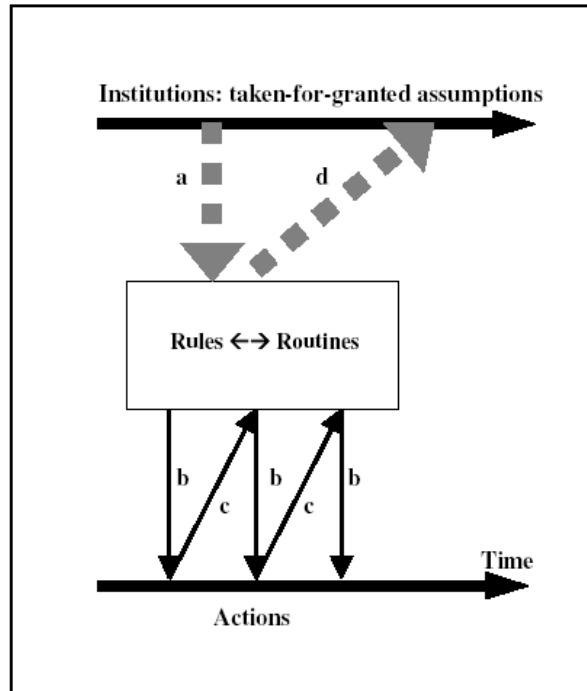 Institutions: taken-for-granted assumptions
a
d
Rules ←→ Routines
b
b
b
c
c
Time
Actions